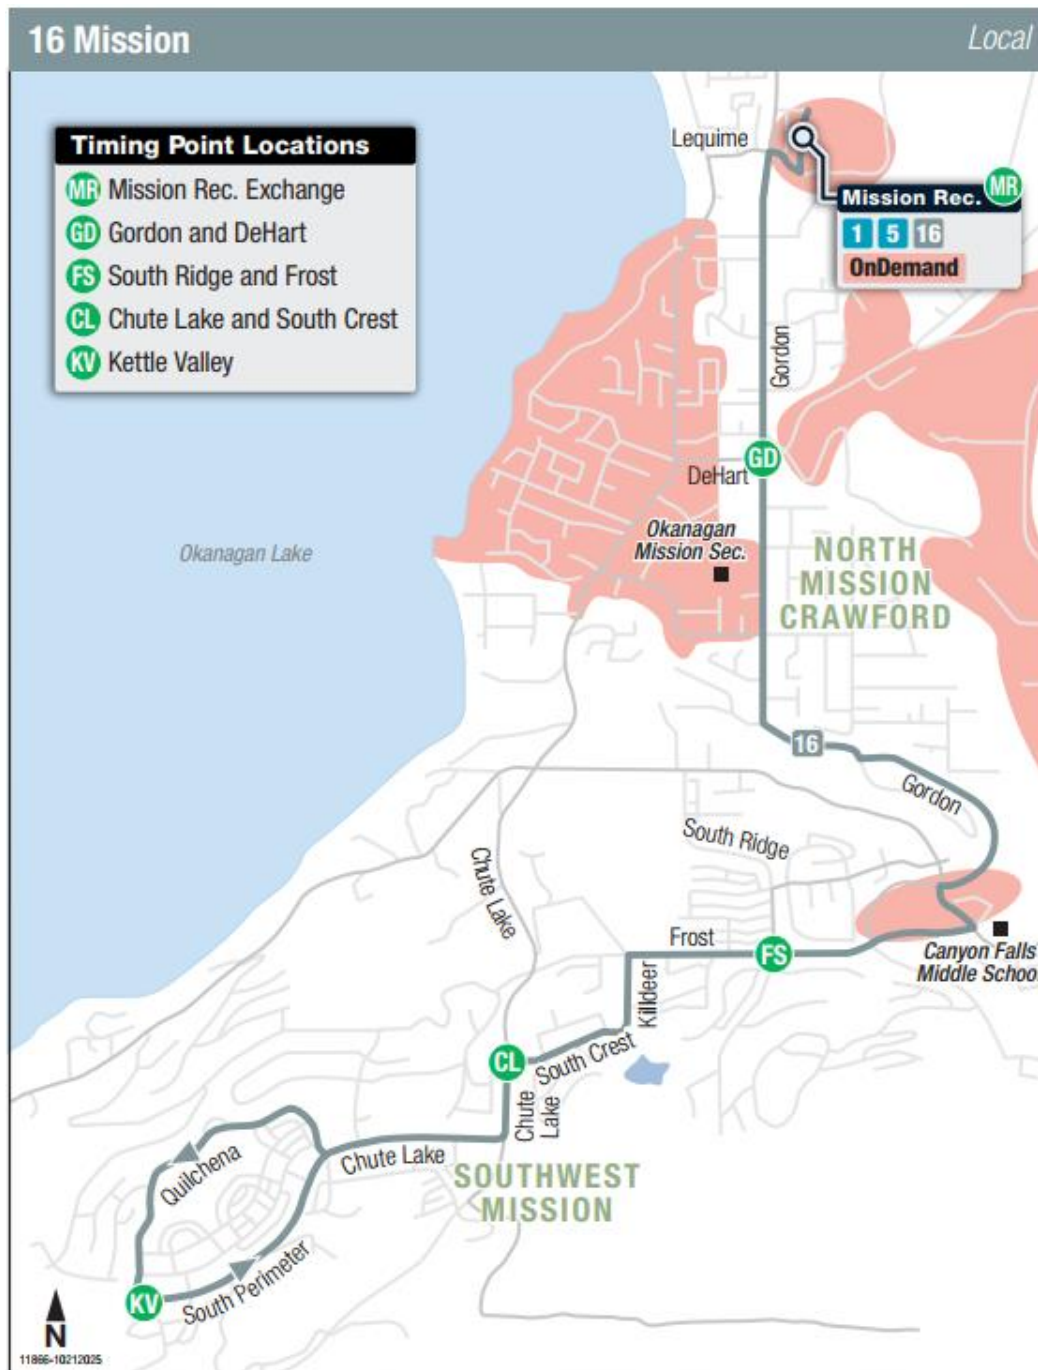 16 Mission
Local
Timing Point Locations
MR Mission Rec. Exchange
GD Gordon and DeHart
FS South Ridge and Frost
CL Chute Lake and South Crest
KV Kettle Valley
Lequime
MR
Mission Rec.
1 5 16
OnDemand
Gordon
GD
DeHart
Okanagan
Mission Sec.
Okanagan Lake
NORTH
MISSION
CRAWFORD
16
Gordon
South Ridge
Chute Lake
Frost
FS
Canyon Falls
Middle School
Killdeer
CL
South Crest
Chute
Lake
Chute Lake
Quilchena
SOUTHWEST
MISSION
South Perimeter
KV
N
11866-10212025